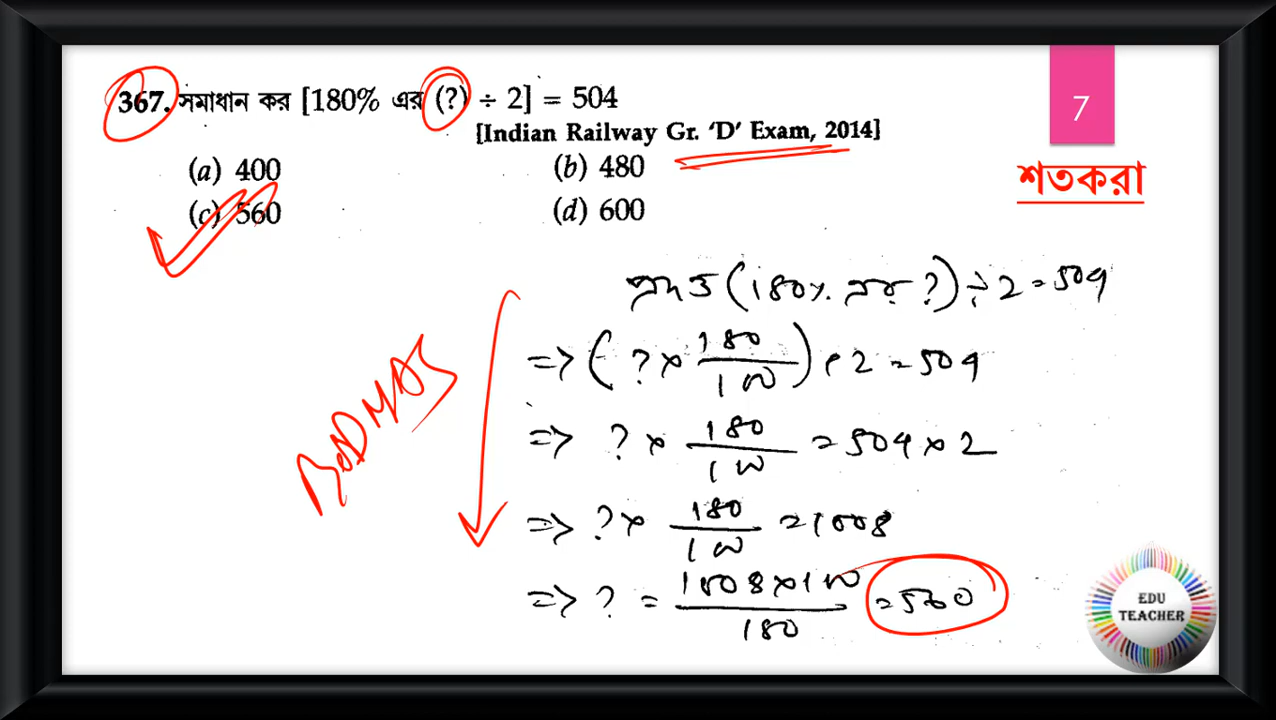 367. সমাধান কর [180% এর (?) ÷ 2] = 504
[Indian Railway Gr. 'D' Exam, 2014]
(a) 400 (b) 480
(c) 560 (d) 600
7
শতকরা
(180% এর ?) ÷ 2 = 504
=> (? × 180/100) ÷ 2 = 504
=> ? × 180/100 = 504 × 2
=> ? × 180/100 = 1008
=> ? = 1008×100/180 = 560
BODMAS
EDU
TEACHER